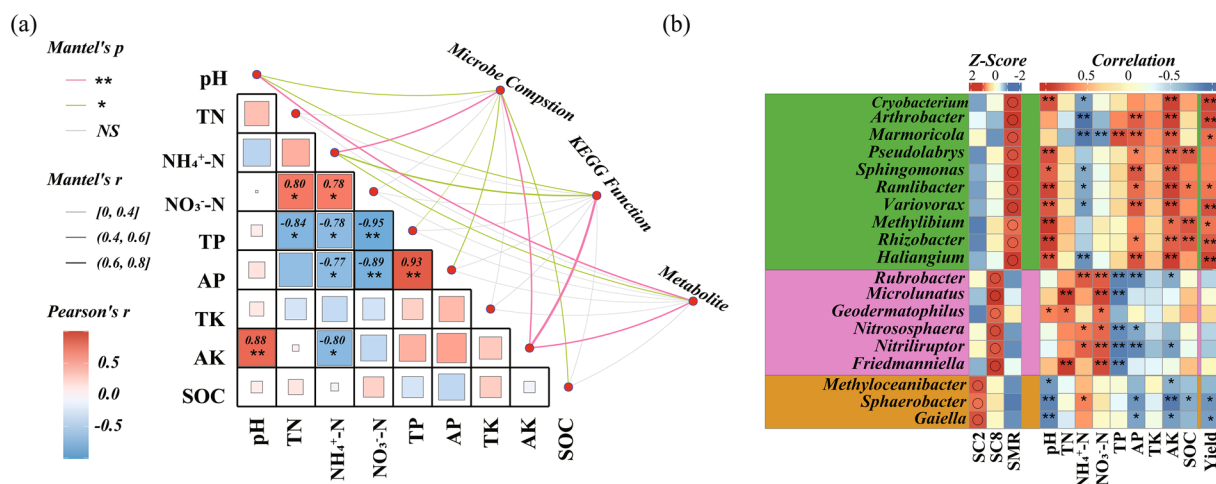 (a)
Mantel's p
**
*
NS
Mantel's r
[0, 0.4]
(0.4, 0.6]
(0.6, 0.8]
Pearson's r
0.5
0.0
-0.5
Microbe Compstion
KEGG Function
Metabolite
pH
TN
NH₄⁺-N
NO₃⁻-N 0.80 * 0.78 *
TP -0.84 * -0.78 * -0.95 **
AP -0.77 * -0.89 ** 0.93 **
TK
AK 0.88 ** -0.80 *
SOC
pH TN NH₄⁺-N NO₃⁻-N TP AP TK AK SOC
(b)
Z-Score Correlation
2 0 -2 0.5 0 -0.5
Cryobacterium ** * ** **
Arthrobacter ** ** ** **
Marmoricola ** ** ** ** ** *
Pseudolabrys ** * ** **
Sphingomonas * * ** **
Ramlibacter ** * * ** * *
Variovorax ** * ** ** **
Methylibium ** ** ** *
Rhizobacter ** * ** ** **
Haliangium ** ** ** ** **
Rubrobacter ** ** ** ** *
Microlunatus ** ** **
Geodermatophilus * * *
Nitrososphaera * ** ** *
Nitriliruptor * ** ** ** *
Friedmanniella ** ** **
Methyloceanibacter * *
Sphaerobacter ** * * ** * *
Gaiella ** * * *
SC2 SC8 SMR pH TN NH₄⁺-N NO₃⁻-N TP AP TK AK SOC Yield